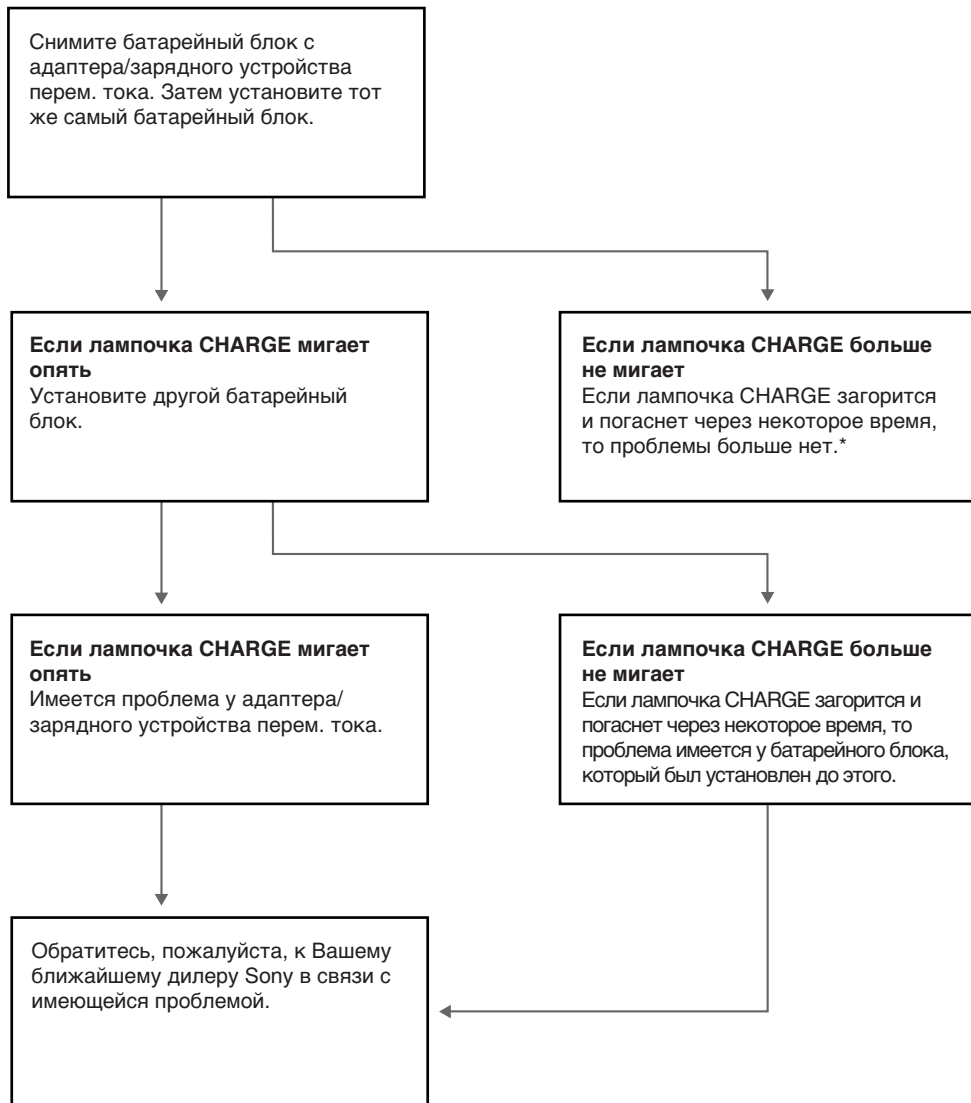 Снимите батарейный блок с
адаптера/зарядного устройства
перем. тока. Затем установите тот
же самый батарейный блок.
Если лампочка CHARGE мигает
опять
Установите другой батарейный
блок.
Если лампочка CHARGE больше
не мигает
Если лампочка CHARGE загорится
и погаснет через некоторое время,
то проблемы больше нет.*
Если лампочка CHARGE мигает
опять
Имеется проблема у адаптера/
зарядного устройства перем. тока.
Если лампочка CHARGE больше
не мигает
Если лампочка CHARGE загорится и
погаснет через некоторое время, то
проблема имеется у батарейного блока,
который был установлен до этого.
Обратитесь, пожалуйста, к Вашему
ближайшему дилеру Sony в связи с
имеющейся проблемой.